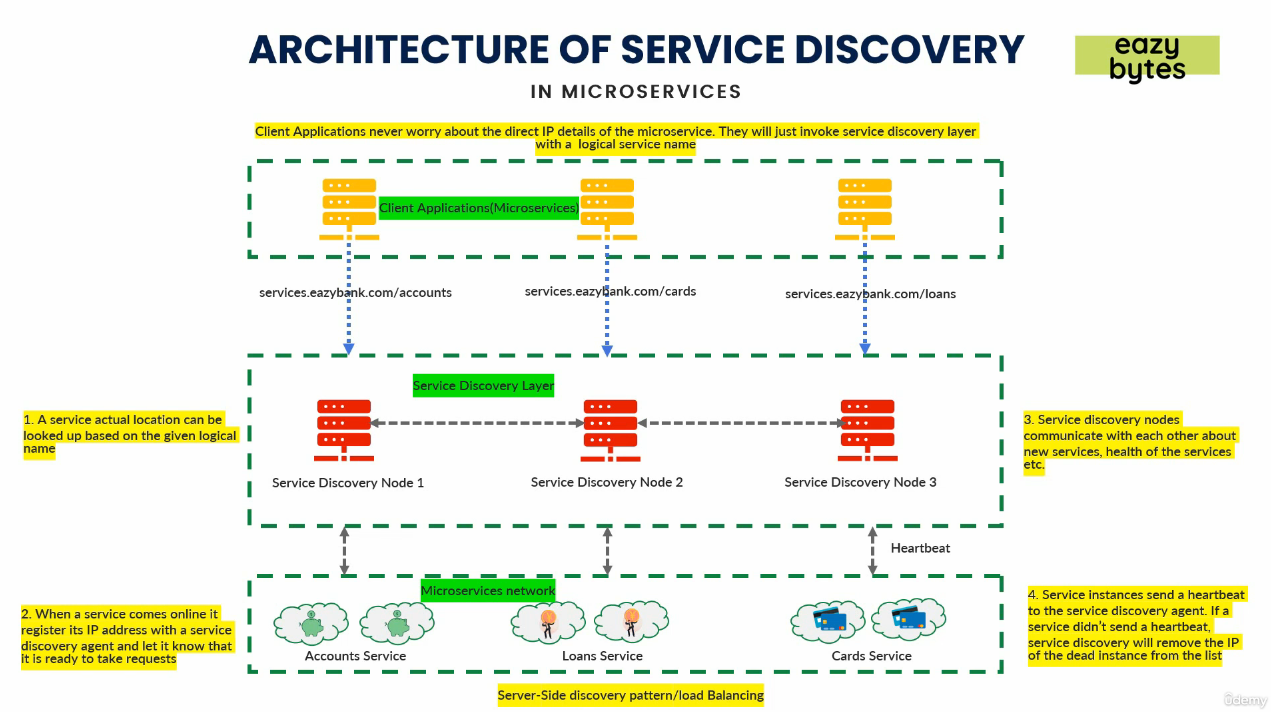 ARCHITECTURE OF SERVICE DISCOVERY
eazy
bytes
IN MICROSERVICES
Client Applications never worry about the direct IP details of the microservice. They will just invoke service discovery layer
with a logical service name
Client Applications(Microservices)
services.eazybank.com/accounts
services.eazybank.com/cards
services.eazybank.com/loans
Service Discovery Layer
1. A service actual location can be
looked up based on the given logical
name
3. Service discovery nodes
communicate with each other about
new services, health of the services
etc.
Service Discovery Node 1
Service Discovery Node 2
Service Discovery Node 3
Heartbeat
Microservices network
2. When a service comes online it
register its IP address with a service
discovery agent and let it know that
it is ready to take requests
4. Service instances send a heartbeat
to the service discovery agent. If a
service didn't send a heartbeat,
service discovery will remove the IP
of the dead instance from the list
Accounts Service
Loans Service
Cards Service
Server-Side discovery pattern/load Balancing
ûdemy